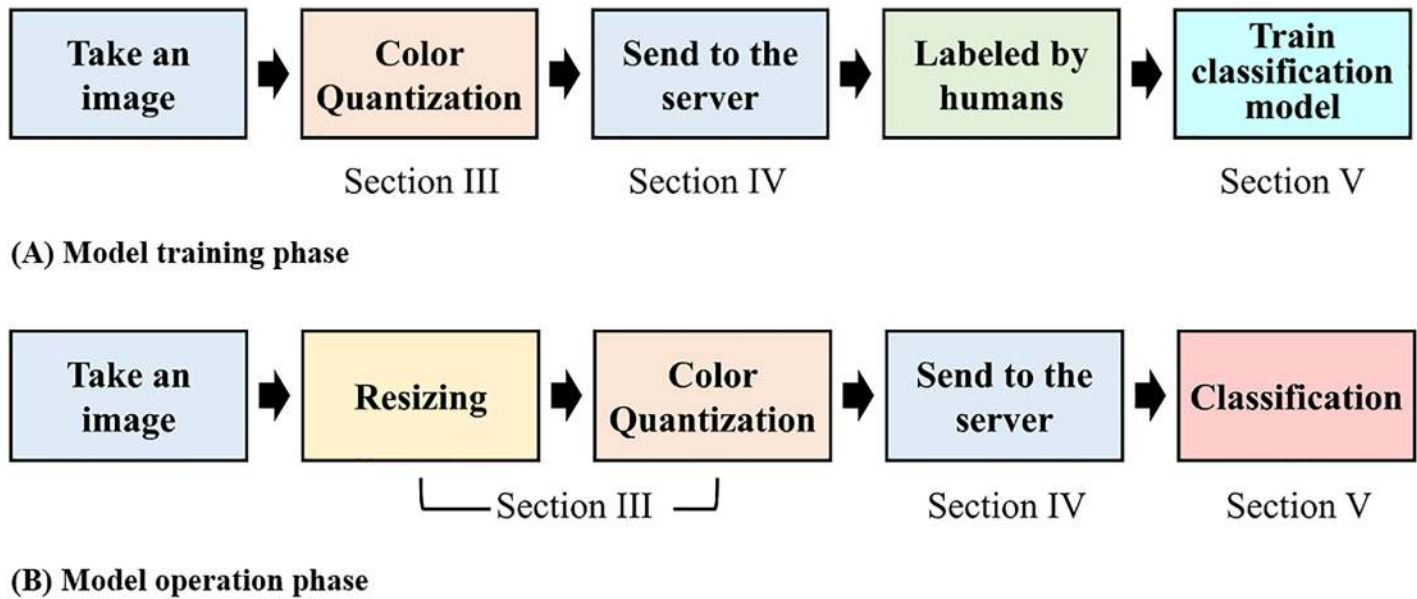 Take an
image
Color
Quantization
Send to the
server
Labeled by
humans
Train
classification
model
Section III
Section IV
Section V
(A) Model training phase
Take an
image
Resizing
Color
Quantization
Send to the
server
Classification
Section III
Section IV
Section V
(B) Model operation phase